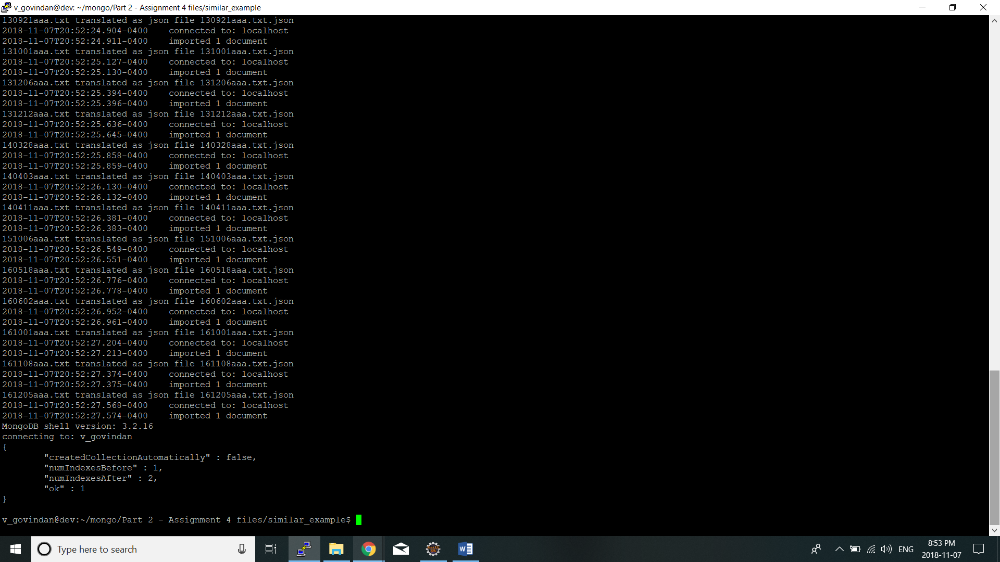 v_govindan@dev: ~/mongo/Part 2 - Assignment 4 files/similar_example
130921aaa.txt translated as json file 130921aaa.txt.json
2018-11-07T20:52:24.904-0400    connected to: localhost
2018-11-07T20:52:24.911-0400    imported 1 document
131001aaa.txt translated as json file 131001aaa.txt.json
2018-11-07T20:52:25.127-0400    connected to: localhost
2018-11-07T20:52:25.130-0400    imported 1 document
131206aaa.txt translated as json file 131206aaa.txt.json
2018-11-07T20:52:25.394-0400    connected to: localhost
2018-11-07T20:52:25.396-0400    imported 1 document
131212aaa.txt translated as json file 131212aaa.txt.json
2018-11-07T20:52:25.636-0400    connected to: localhost
2018-11-07T20:52:25.645-0400    imported 1 document
140328aaa.txt translated as json file 140328aaa.txt.json
2018-11-07T20:52:25.858-0400    connected to: localhost
2018-11-07T20:52:25.859-0400    imported 1 document
140403aaa.txt translated as json file 140403aaa.txt.json
2018-11-07T20:52:26.130-0400    connected to: localhost
2018-11-07T20:52:26.132-0400    imported 1 document
140411aaa.txt translated as json file 140411aaa.txt.json
2018-11-07T20:52:26.381-0400    connected to: localhost
2018-11-07T20:52:26.383-0400    imported 1 document
151006aaa.txt translated as json file 151006aaa.txt.json
2018-11-07T20:52:26.549-0400    connected to: localhost
2018-11-07T20:52:26.551-0400    imported 1 document
160518aaa.txt translated as json file 160518aaa.txt.json
2018-11-07T20:52:26.776-0400    connected to: localhost
2018-11-07T20:52:26.778-0400    imported 1 document
160602aaa.txt translated as json file 160602aaa.txt.json
2018-11-07T20:52:26.952-0400    connected to: localhost
2018-11-07T20:52:26.961-0400    imported 1 document
161001aaa.txt translated as json file 161001aaa.txt.json
2018-11-07T20:52:27.204-0400    connected to: localhost
2018-11-07T20:52:27.213-0400    imported 1 document
161108aaa.txt translated as json file 161108aaa.txt.json
2018-11-07T20:52:27.374-0400    connected to: localhost
2018-11-07T20:52:27.375-0400    imported 1 document
161205aaa.txt translated as json file 161205aaa.txt.json
2018-11-07T20:52:27.568-0400    connected to: localhost
2018-11-07T20:52:27.574-0400    imported 1 document
MongoDB shell version: 3.2.16
connecting to: v_govindan
{
        "createdCollectionAutomatically" : false,
        "numIndexesBefore" : 1,
        "numIndexesAfter" : 2,
        "ok" : 1
}
v_govindan@dev:~/mongo/Part 2 - Assignment 4 files/similar_example$
Type here to search
ENG
8:53 PM
2018-11-07